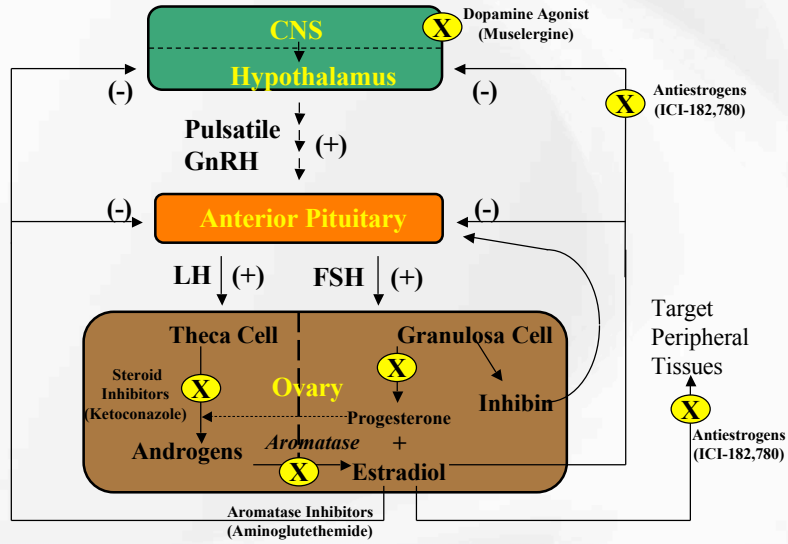 CNS
X
Dopamine Agonist
(Muselergine)
Hypothalamus
(-)
(-)
X
Antiestrogens
(ICI-182,780)
Pulsatile
GnRH
(+)
(-)
Anterior Pituitary
(-)
LH
(+)
FSH
(+)
Theca Cell
Granulosa Cell
Target
Peripheral
Tissues
Steroid
Inhibitors
(Ketoconazole)
X
Ovary
X
Inhibin
Progesterone
X
Antiestrogens
(ICI-182,780)
Androgens
Aromatase
+
X
Estradiol
Aromatase Inhibitors
(Aminoglutethemide)